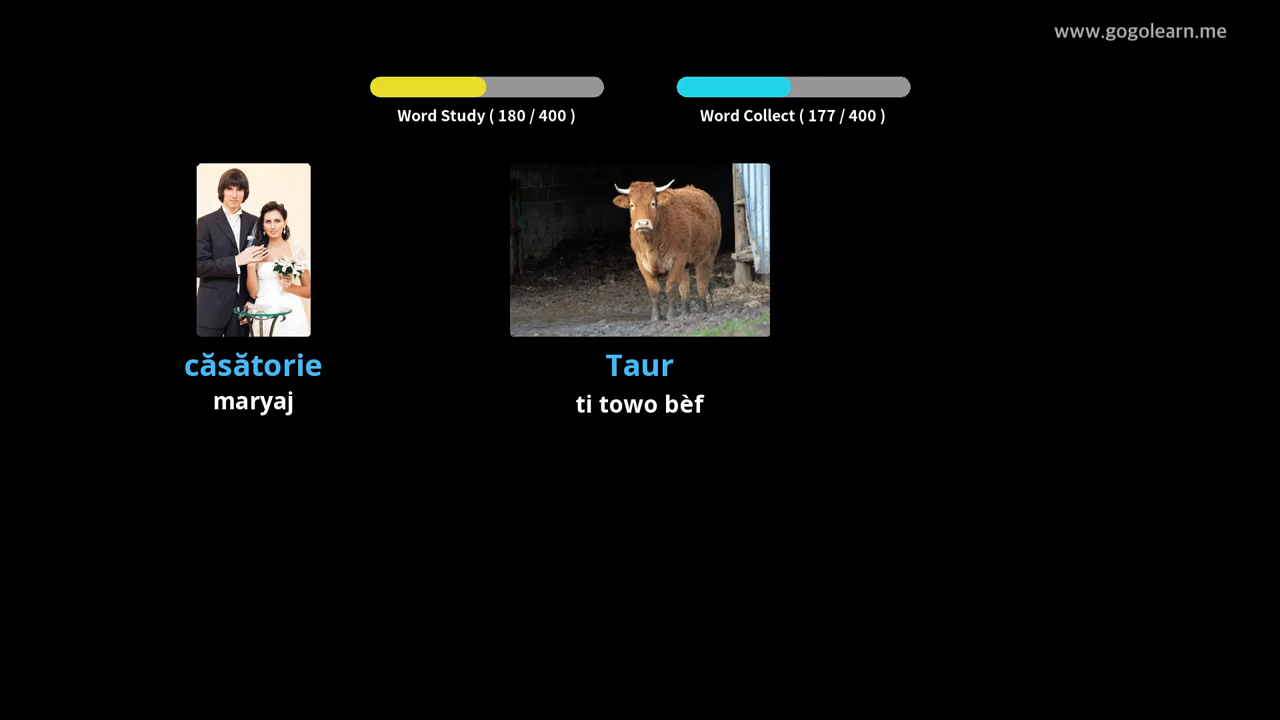 www.gogolearn.me
Word Study ( 180 / 400 )
Word Collect ( 177 / 400 )
căsătorie
maryaj
Taur
ti towo bèf